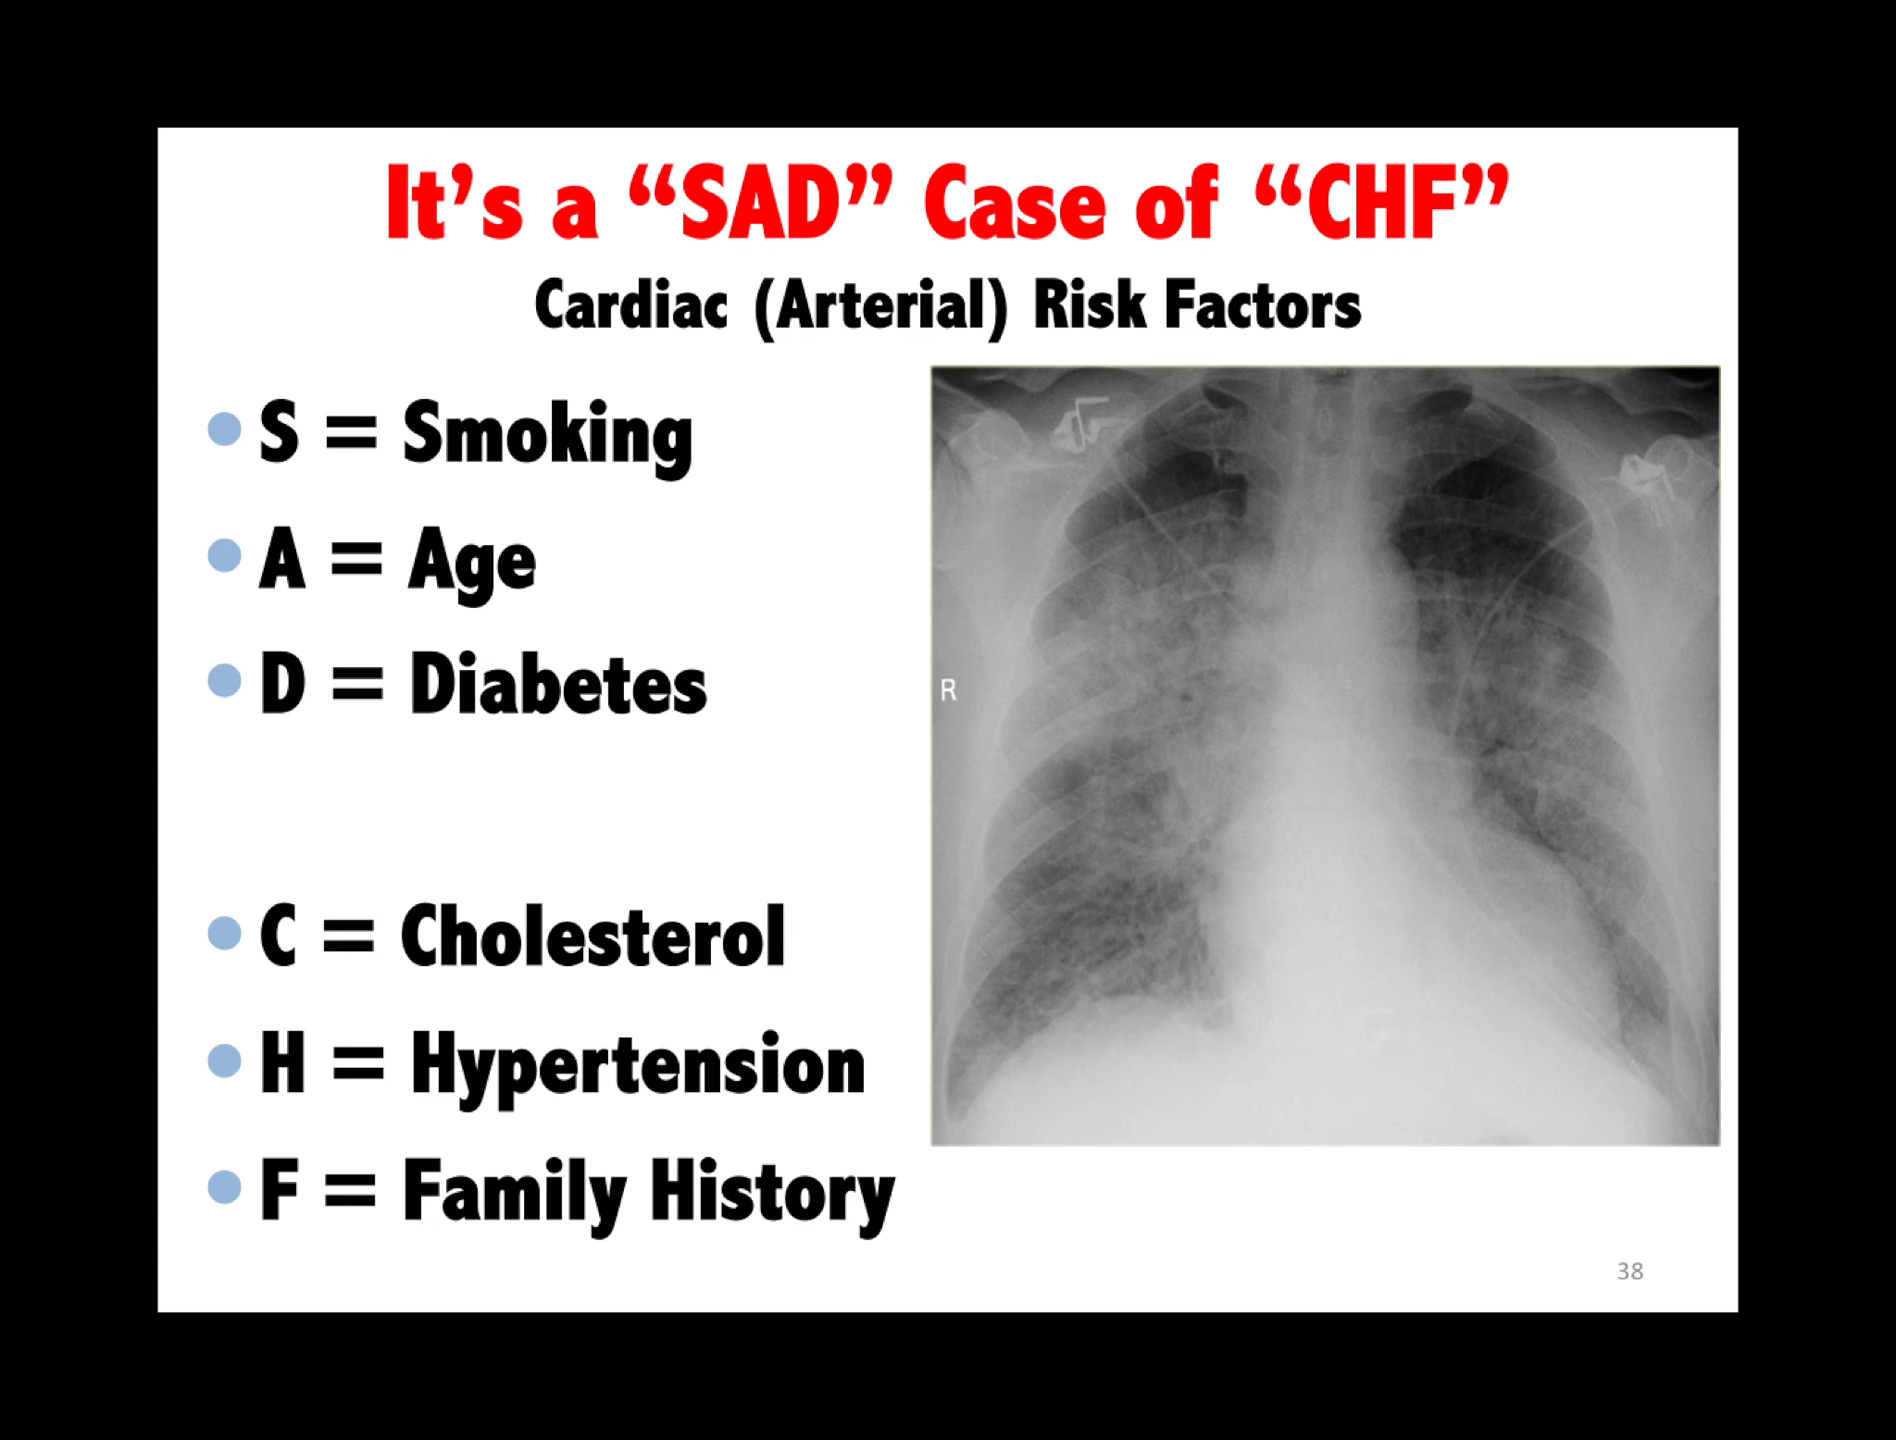 It’s a “SAD” Case of “CHF”
Cardiac (Arterial) Risk Factors
S = Smoking
A = Age
D = Diabetes
C = Cholesterol
H = Hypertension
F = Family History
R
38